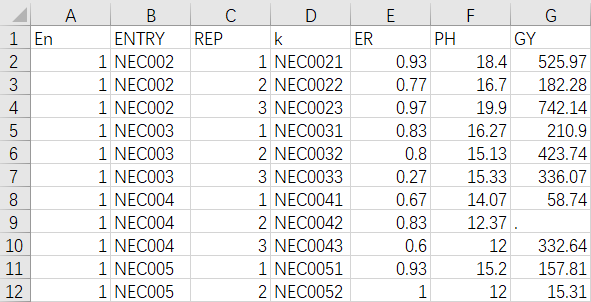 A B C D E F G
1 En ENTRY REP k ER PH GY
2 1 NEC002 1 NEC0021 0.93 18.4 525.97
3 1 NEC002 2 NEC0022 0.77 16.7 182.28
4 1 NEC002 3 NEC0023 0.97 19.9 742.14
5 1 NEC003 1 NEC0031 0.83 16.27 210.9
6 1 NEC003 2 NEC0032 0.8 15.13 423.74
7 1 NEC003 3 NEC0033 0.27 15.33 336.07
8 1 NEC004 1 NEC0041 0.67 14.07 58.74
9 1 NEC004 2 NEC0042 0.83 12.37 .
10 1 NEC004 3 NEC0043 0.6 12 332.64
11 1 NEC005 1 NEC0051 0.93 15.2 157.81
12 1 NEC005 2 NEC0052 1 12 15.31